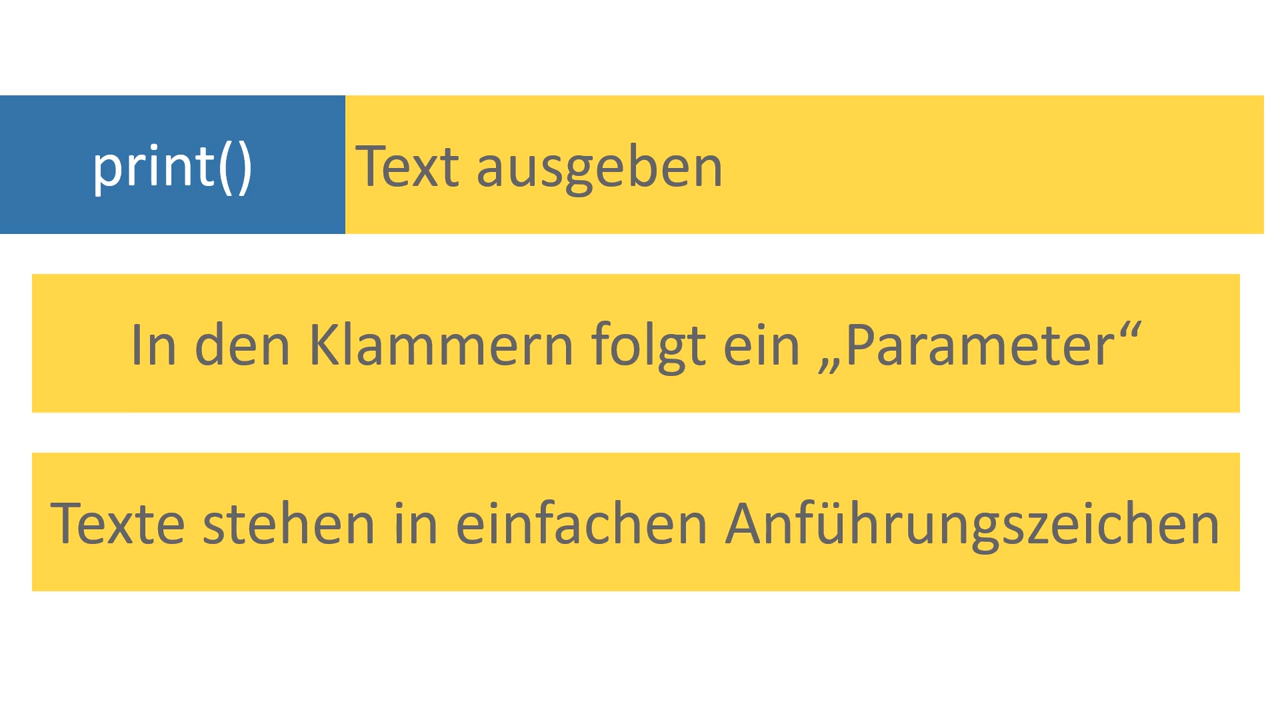 print() Text ausgeben
In den Klammern folgt ein „Parameter“
Texte stehen in einfachen Anführungszeichen